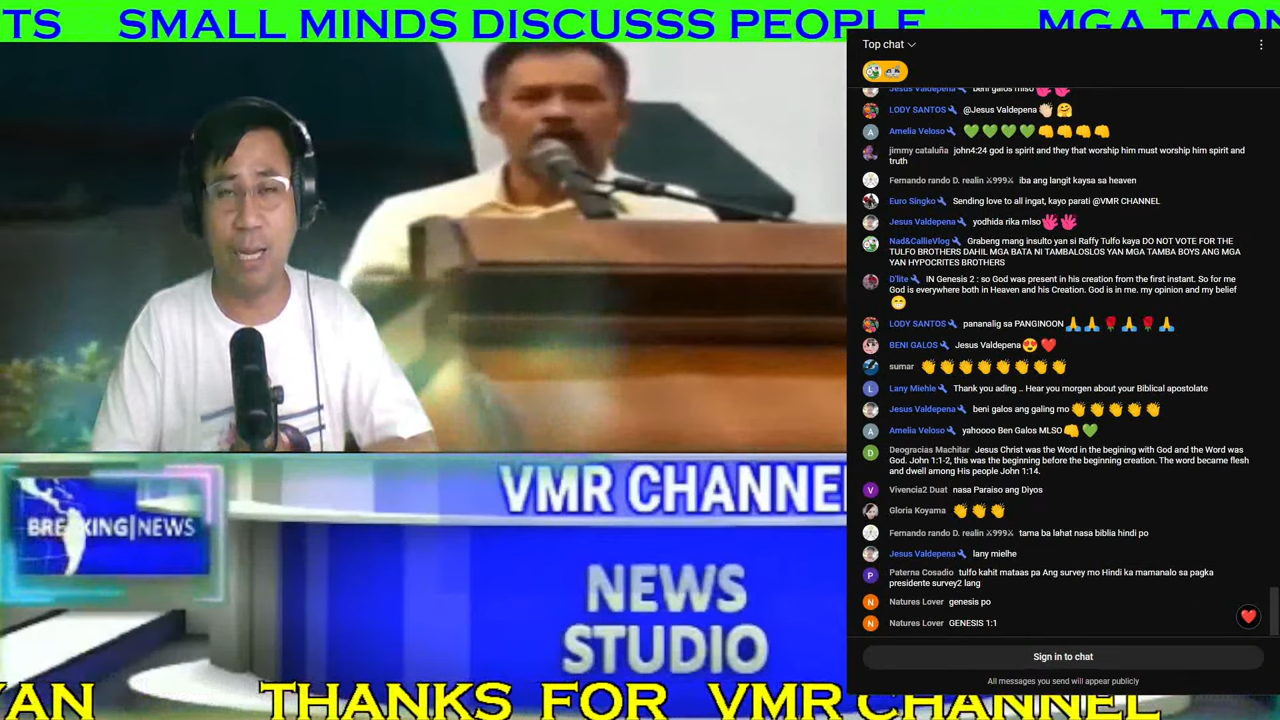 TS SMALL MINDS DISCUSSS PEOPLE MGA TAON
Top chat
Jesus Valdepena beni galos mlso
LODY SANTOS @Jesus Valdepena
Amelia Veloso
jimmy cataluña john4:24 god is spirit and they that worship him must worship him spirit and
truth
Fernando rando D. realin ⚔999⚔ iba ang langit kaysa sa heaven
Euro Singko Sending love to all ingat, kayo parati @VMR CHANNEL
Jesus Valdepena yodhida rika mlso
Nad&CallieVlog Grabeng mang insulto yan si Raffy Tulfo kaya DO NOT VOTE FOR THE
TULFO BROTHERS DAHIL MGA BATA NI TAMBALOSLOS YAN MGA TAMBA BOYS ANG MGA
YAN HYPOCRITES BROTHERS
D'lite IN Genesis 2 : so God was present in his creation from the first instant. So for me
God is everywhere both in Heaven and his Creation. God is in me. my opinion and my belief
LODY SANTOS pananalig sa PANGINOON
BENI GALOS Jesus Valdepena
sumar
Lany Miehle Thank you ading .. Hear you morgen about your Biblical apostolate
Jesus Valdepena beni galos ang galing mo
Amelia Veloso yahoooo Ben Galos MLSO
Deogracias Machitar Jesus Christ was the Word in the begining with God and the Word was
God. John 1:1-2, this was the beginning before the beginning creation. The word became flesh
and dwell among His people John 1:14.
Vivencia2 Duat nasa Paraiso ang Diyos
Gloria Koyama
Fernando rando D. realin ⚔999⚔ tama ba lahat nasa biblia hindi po
Jesus Valdepena lany mielhe
Paterna Cosadio tulfo kahit mataas pa Ang survey mo Hindi ka mamanalo sa pagka
presidente survey2 lang
Natures Lover genesis po
Natures Lover GENESIS 1:1
Sign in to chat
All messages you send will appear publicly
VMR CHANNE
BREAKING|NEWS
NEWS
STUDIO
YAN THANKS FOR VMR CHANNEL